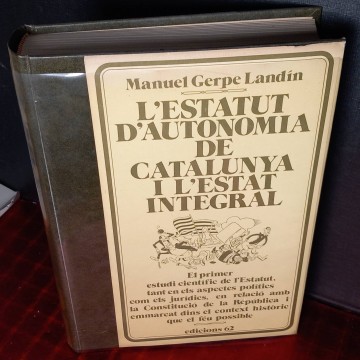 Manuel Gerpe Landín
L'ESTATUT
D'AUTONOMIA
DE
CATALUNYA
I L'ESTAT
INTEGRAL
El primer
estudi científic de l'Estatut,
tant en els aspectes polítics
com els jurídics, en relació amb
la Constitució de la República i
emmarcat dins el context històric
que el féu possible
edicions 62